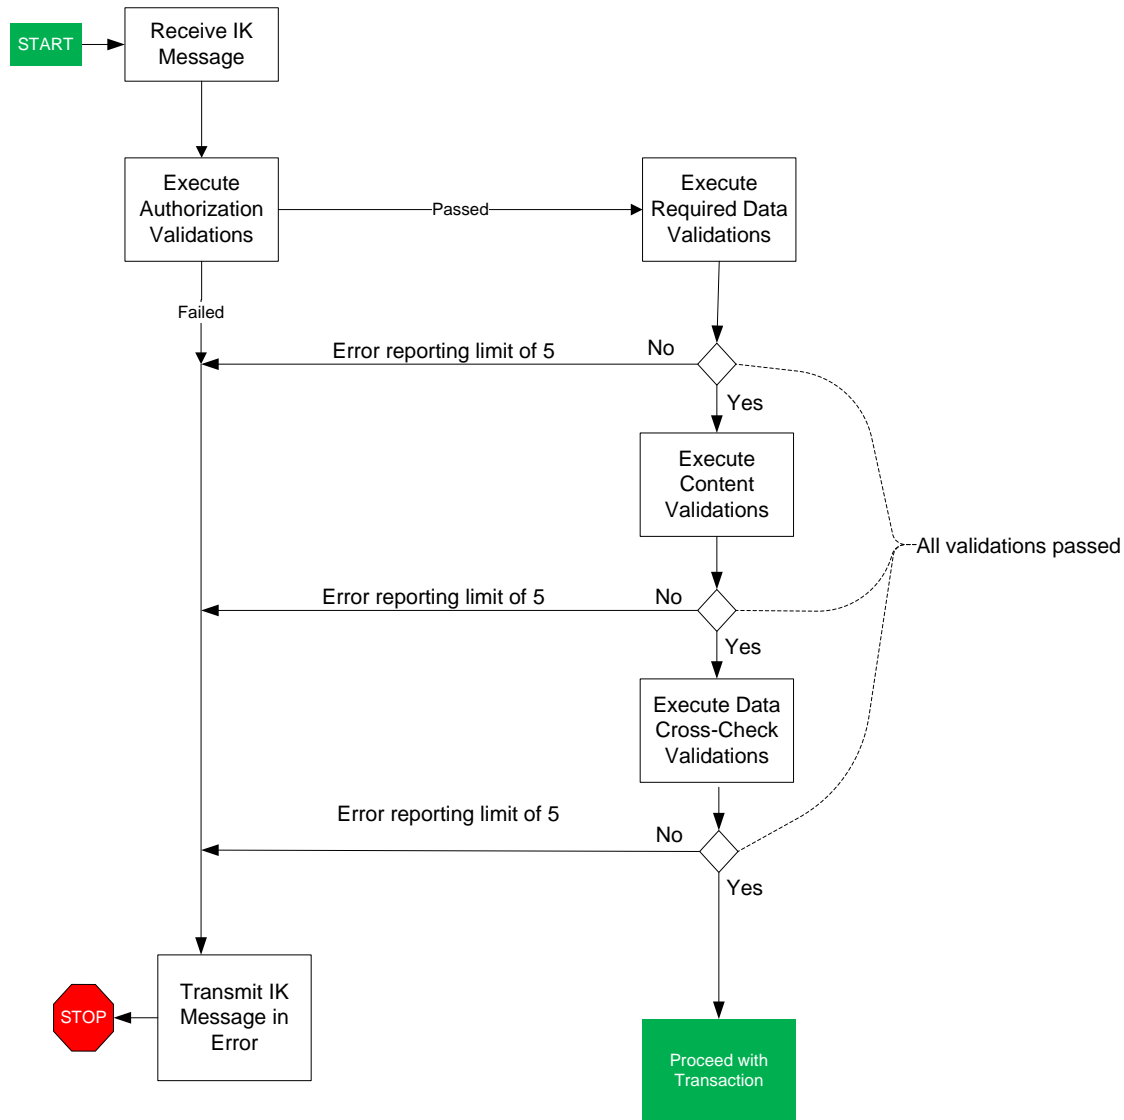 START
Receive IK
Message
Execute
Authorization
Validations
Passed
Execute
Required Data
Validations
Failed
Error reporting limit of 5
No
Yes
Execute
Content
Validations
All validations passed
Error reporting limit of 5
No
Yes
Execute Data
Cross-Check
Validations
Error reporting limit of 5
No
Yes
Transmit IK
Message in
Error
STOP
Proceed with
Transaction